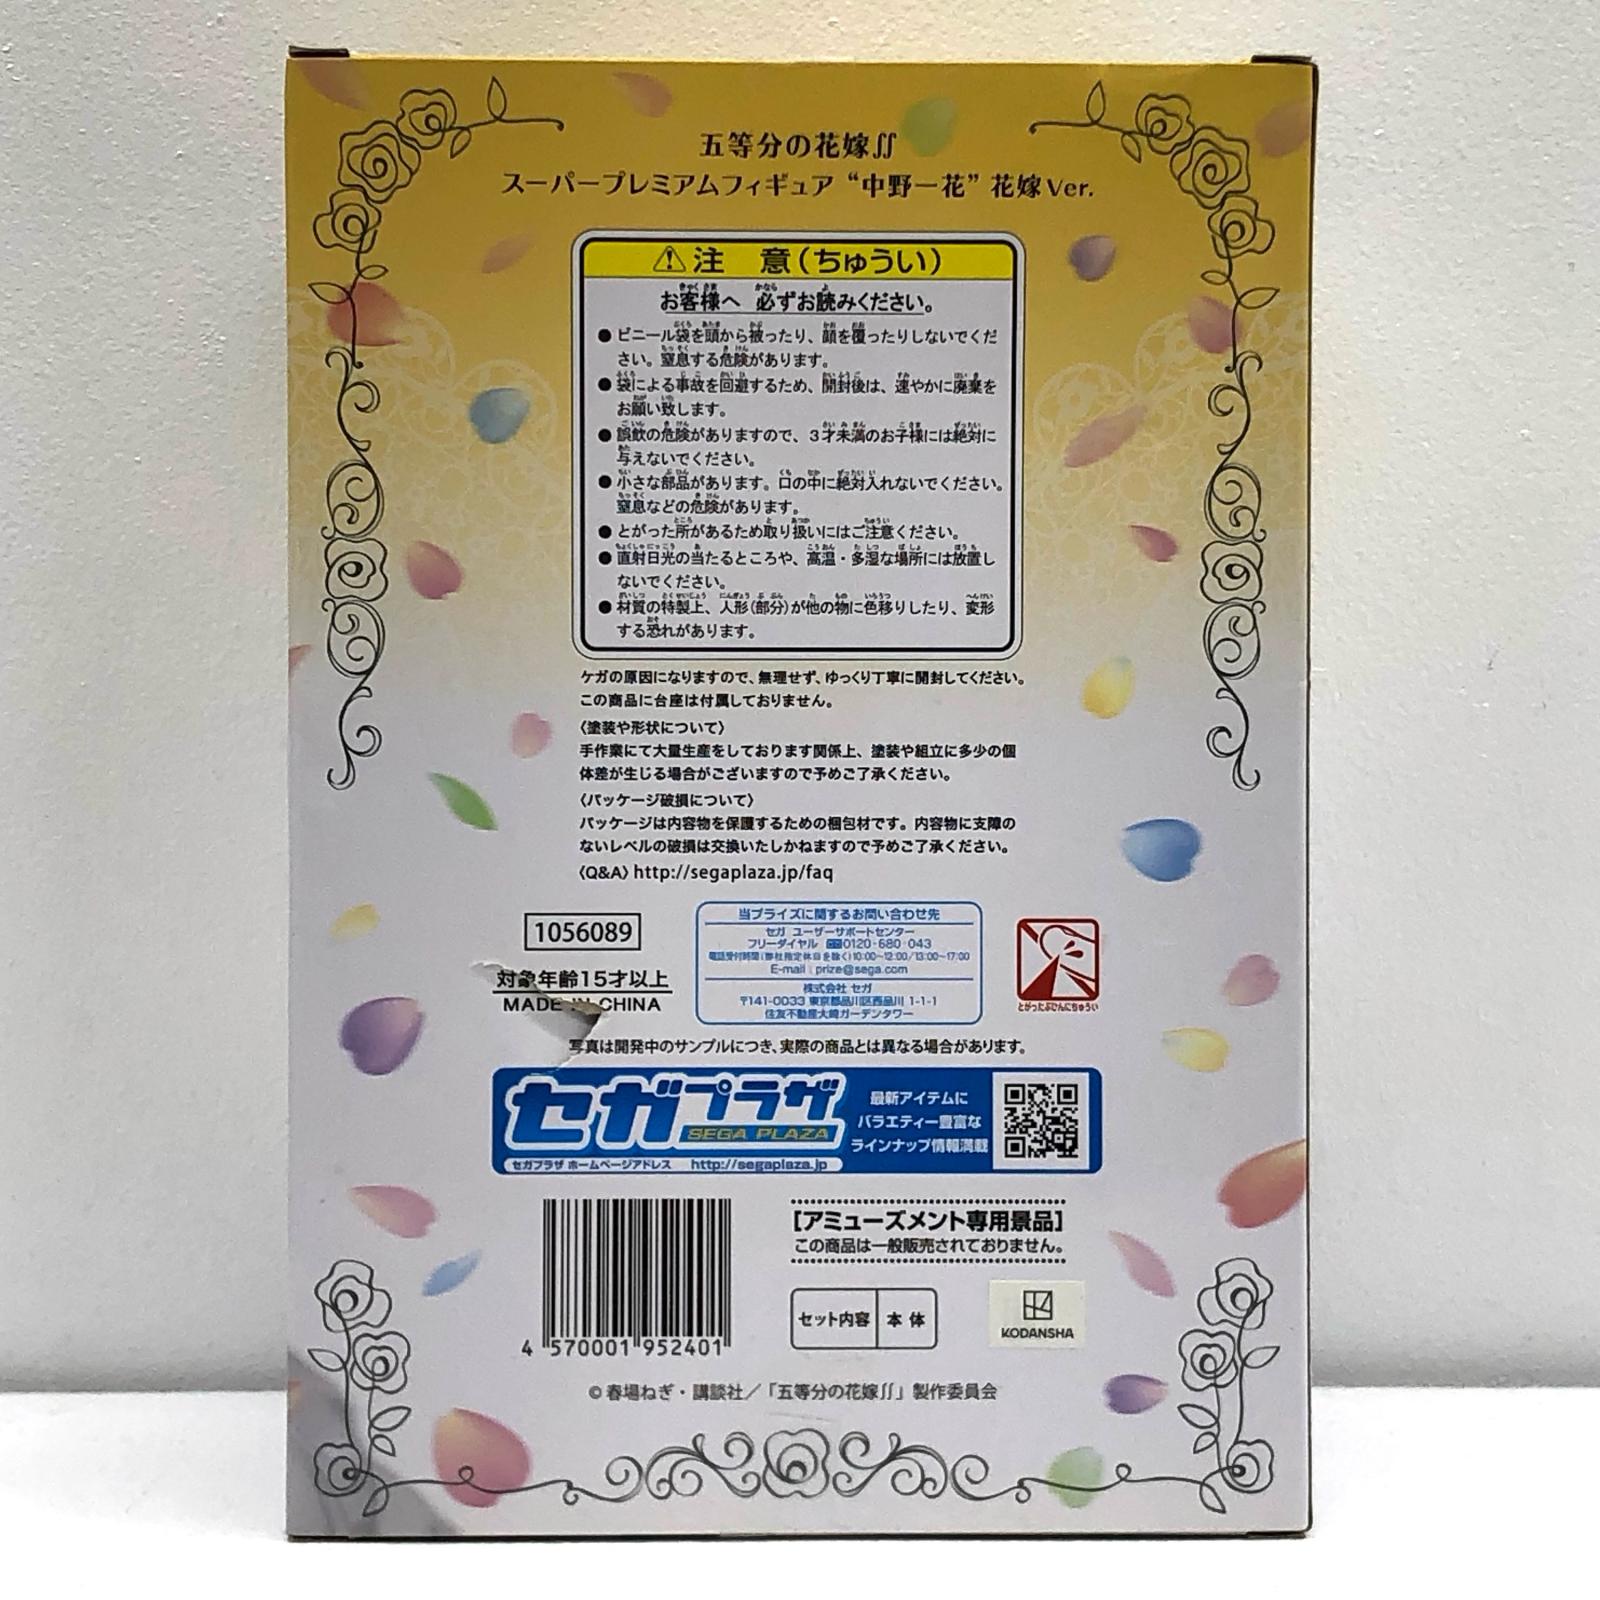 五等分の花嫁∬
スーパープレミアムフィギュア“中野一花”花嫁Ver.
⚠注　意(ちゅうい)
お客様へ 必ずお読みください。
●ビニール袋を頭から被ったり、顔を覆ったりしないでくだ
さい。窒息する危険があります。
●袋による事故を回避するため、開封後は、速やかに廃棄を
お願い致します。
●誤飲の危険がありますので、3才未満のお子様には絶対に
与えないでください。
●小さな部品があります。口の中に絶対入れないでください。
窒息などの危険があります。
●とがった所があるため取り扱いにはご注意ください。
●直射日光の当たるところや、高温・多湿な場所には放置し
ないでください。
●材質の特製上、人形(部分)が他の物に色移りしたり、変形
する恐れがあります。
ケガの原因になりますので、無理せず、ゆっくり丁寧に開封してください。
この商品に台座は付属しておりません。
〈塗装や形状について〉
手作業にて大量生産をしております関係上、塗装や組立に多少の個
体差が生じる場合がございますので予めご了承ください。
〈パッケージ破損について〉
パッケージは内容物を保護するための梱包材です。内容物に支障の
ないレベルの破損は交換いたしかねますので予めご了承ください。
〈Q&A〉http://segaplaza.jp/faq
1056089
対象年齢15才以上
MADE IN CHINA
当プライズに関するお問い合わせ先
セガ ユーザーサポートセンター
フリーダイヤル 0120-680-043
電話受付時間(弊社指定休日を除く)10:00~12:00/13:00~17:00
E-mail:prize@sega.com
株式会社 セガ
〒141-0033 東京都品川区西品川 1-1-1
住友不動産大崎ガーデンタワー
とがったぶひんにちゅうい
写真は開発中のサンプルにつき、実際の商品とは異なる場合があります。
セガプラザ
SEGA PLAZA
セガプラザ ホームページアドレス http://segaplaza.jp
最新アイテムに
バラエティー豊富な
ラインナップ情報満載
4 570001 952401
[アミューズメント専用景品]
この商品は一般販売されておりません。
セット内容 本体
KODANSHA
©春場ねぎ・講談社/「五等分の花嫁∬」製作委員会